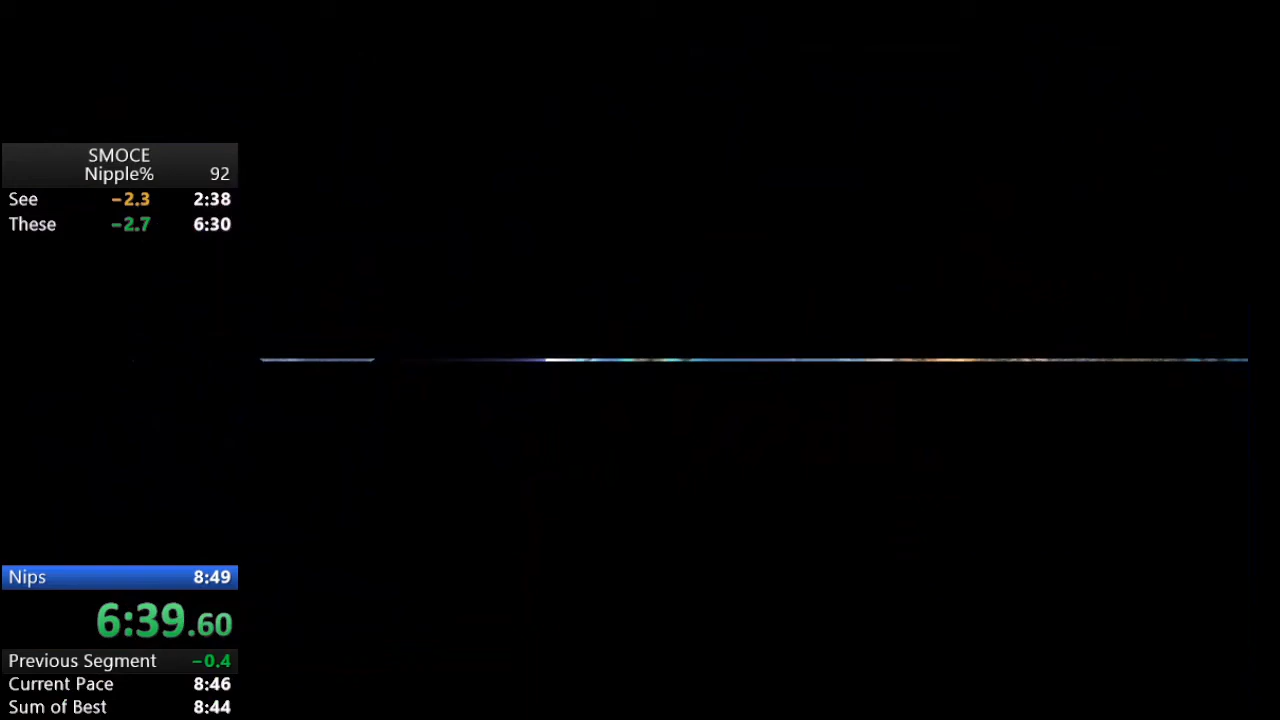 SMOCE
Nipple% 92
See −2.3 2:38
These −2.7 6:30
Nips 8:49
6:39.60
Previous Segment −0.4
Current Pace 8:46
Sum of Best 8:44